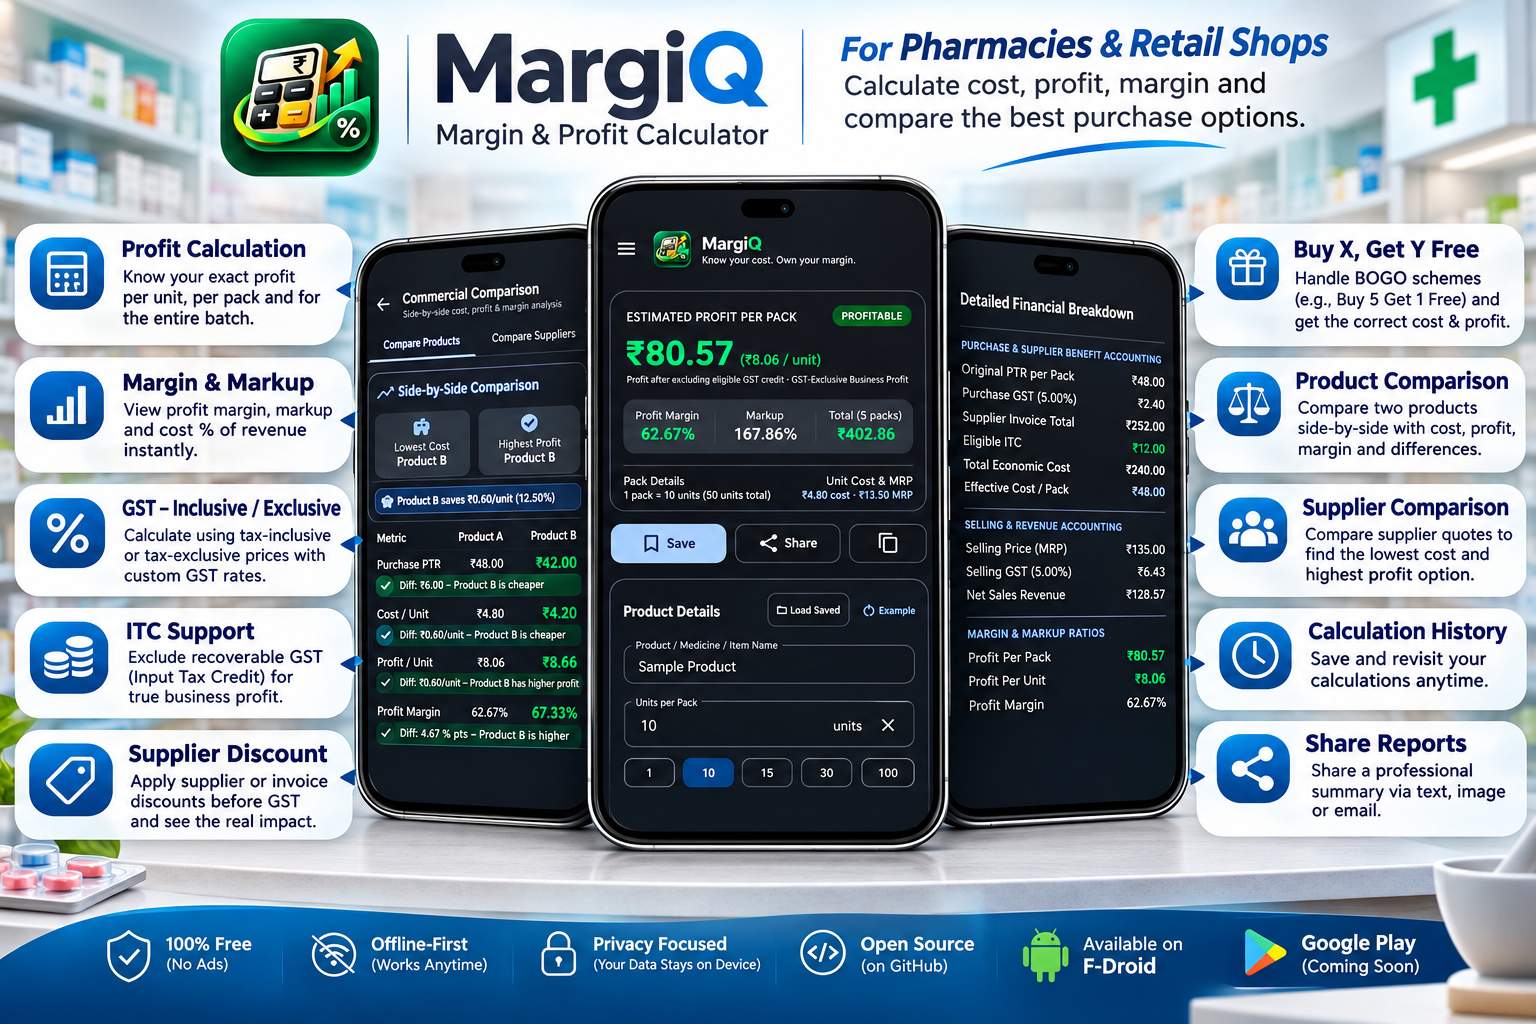 MargiQ
Margin & Profit Calculator
For Pharmacies & Retail Shops
Calculate cost, profit, margin and
compare the best purchase options.
₹
+
%
Profit Calculation
Know your exact profit
per unit, per pack and for
the entire batch.
Margin & Markup
View profit margin, markup
and cost % of revenue
instantly.
GST – Inclusive / Exclusive
Calculate using tax-inclusive
or tax-exclusive prices with
custom GST rates.
ITC Support
Exclude recoverable GST
(Input Tax Credit) for
true business profit.
Supplier Discount
Apply supplier or invoice
discounts before GST
and see the real impact.
Commercial Comparison
Side-by-side cost, profit & margin analysis
Compare Products Compare Suppliers
Side-by-Side Comparison
Lowest Cost
Product B
Highest Profit
Product B
Product B saves ₹0.60/unit (12.50%)
Metric Product A Product B
Purchase PTR ₹48.00 ₹42.00
Diff: ₹6.00 – Product B is cheaper
Cost / Unit ₹4.80 ₹4.20
Diff: ₹0.60/unit – Product B is cheaper
Profit / Unit ₹8.06 ₹8.66
Diff: ₹0.60/unit – Product B has higher profit
Profit Margin 62.67% 67.33%
Diff: 4.67 % pts – Product B is higher
MargiQ
Know your cost. Own your margin.
ESTIMATED PROFIT PER PACK PROFITABLE
₹80.57 (₹8.06 / unit)
Profit after excluding eligible GST credit · GST-Exclusive Business Profit
Profit Margin Markup Total (5 packs)
62.67% 167.86% ₹402.86
Pack Details Unit Cost & MRP
1 pack = 10 units (50 units total) ₹4.80 cost · ₹13.50 MRP
Save Share
Product Details Load Saved Example
Product / Medicine / Item Name
Sample Product
Units per Pack
10 units
1 10 15 30 100
Detailed Financial Breakdown
PURCHASE & SUPPLIER BENEFIT ACCOUNTING
Original PTR per Pack ₹48.00
Purchase GST (5.00%) ₹2.40
Supplier Invoice Total ₹252.00
Eligible ITC ₹12.00
Total Economic Cost ₹240.00
Effective Cost / Pack ₹48.00
SELLING & REVENUE ACCOUNTING
Selling Price (MRP) ₹135.00
Selling GST (5.00%) ₹6.43
Net Sales Revenue ₹128.57
MARGIN & MARKUP RATIOS
Profit Per Pack ₹80.57
Profit Per Unit ₹8.06
Profit Margin 62.67%
Buy X, Get Y Free
Handle BOGO schemes
(e.g., Buy 5 Get 1 Free) and
get the correct cost & profit.
Product Comparison
Compare two products
side-by-side with cost, profit,
margin and differences.
Supplier Comparison
Compare supplier quotes to
find the lowest cost and
highest profit option.
Calculation History
Save and revisit your
calculations anytime.
Share Reports
Share a professional
summary via text, image
or email.
100% Free
(No Ads)
Offline-First
(Works Anytime)
Privacy Focused
(Your Data Stays on Device)
Open Source
(on GitHub)
Available on
F-Droid
Google Play
(Coming Soon)